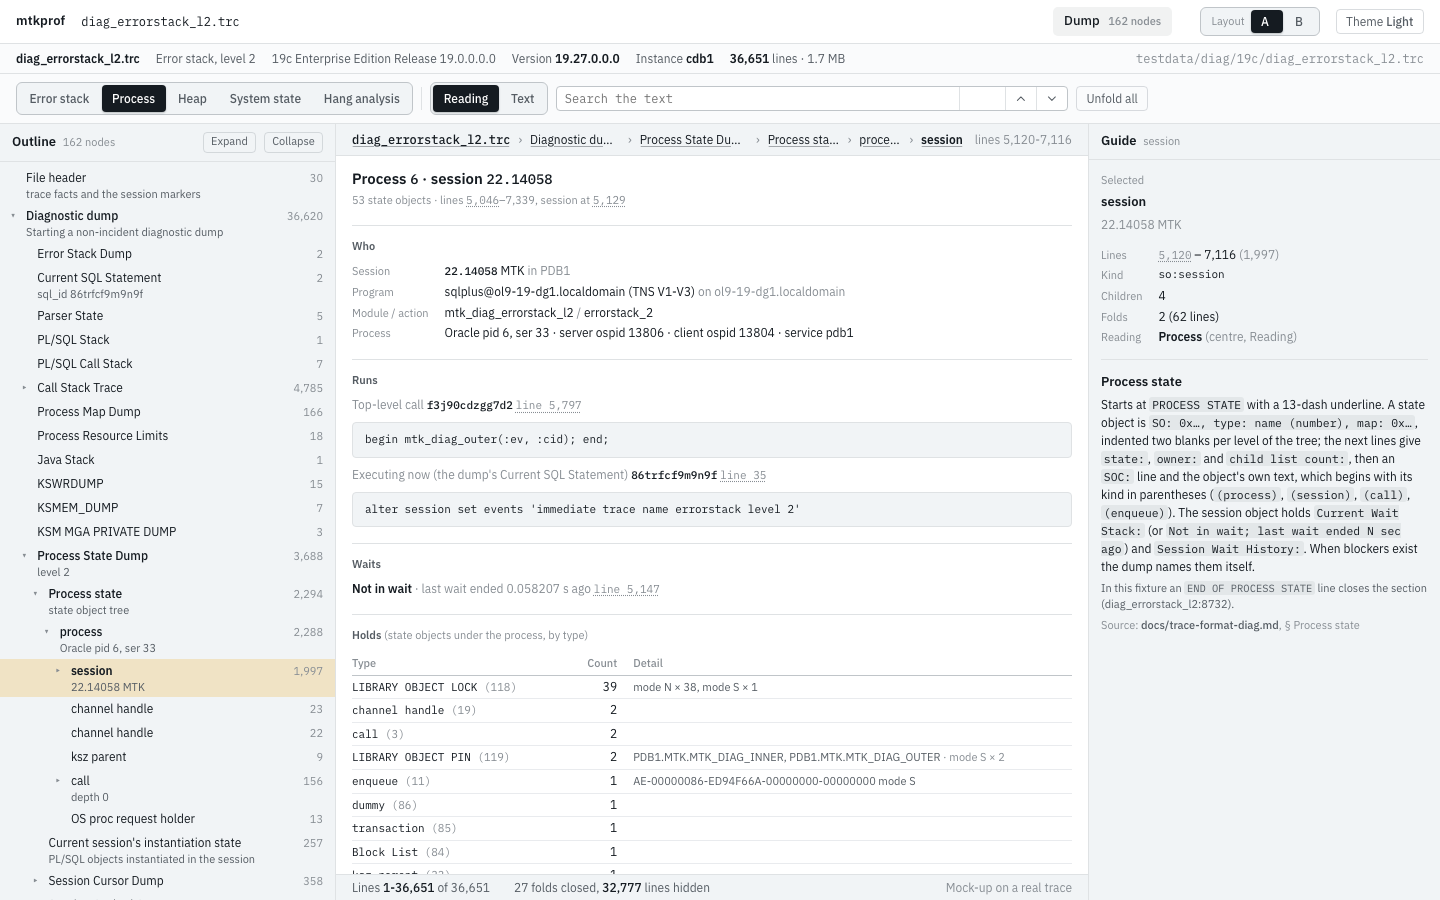 mtkprof diag_errorstack_l2.trc Dump 162 nodes Layout A B Theme Light
diag_errorstack_l2.trc Error stack, level 2 19c Enterprise Edition Release 19.0.0.0.0 Version 19.27.0.0.0 Instance cdb1 36,651 lines · 1.7 MB testdata/diag/19c/diag_errorstack_l2.trc
Error stack Process Heap System state Hang analysis Reading Text Search the text Unfold all
Outline 162 nodes Expand Collapse
File header 30
trace facts and the session markers
Diagnostic dump 36,620
Starting a non-incident diagnostic dump
Error Stack Dump 2
Current SQL Statement 2
sql_id 86trfcf9m9n9f
Parser State 5
PL/SQL Stack 1
PL/SQL Call Stack 7
Call Stack Trace 4,785
Process Map Dump 166
Process Resource Limits 18
Java Stack 1
KSWRDUMP 15
KSMEM_DUMP 7
KSM MGA PRIVATE DUMP 3
Process State Dump 3,688
level 2
Process state 2,294
state object tree
process 2,288
Oracle pid 6, ser 33
session 1,997
22.14058 MTK
channel handle 23
channel handle 22
ksz parent 9
call 156
depth 0
OS proc request holder 13
Current session's instantiation state 257
PL/SQL objects instantiated in the session
Session Cursor Dump 358
diag_errorstack_l2.trc › Diagnostic du... › Process State Du... › Process sta... › proce... › session lines 5,120-7,116
Process 6 · session 22.14058
53 state objects · lines 5,046–7,339, session at 5,129
Who
Session 22.14058 MTK in PDB1
Program sqlplus@ol9-19-dg1.localdomain (TNS V1-V3) on ol9-19-dg1.localdomain
Module / action mtk_diag_errorstack_l2 / errorstack_2
Process Oracle pid 6, ser 33 · server ospid 13806 · client ospid 13804 · service pdb1
Runs
Top-level call f3j90cdzgg7d2 line 5,797
begin mtk_diag_outer(:ev, :cid); end;
Executing now (the dump's Current SQL Statement) 86trfcf9m9n9f line 35
alter session set events 'immediate trace name errorstack level 2'
Waits
Not in wait · last wait ended 0.058207 s ago line 5,147
Holds (state objects under the process, by type)
Type Count Detail
LIBRARY OBJECT LOCK (118) 39 mode N × 38, mode S × 1
channel handle (19) 2
call (3) 2
LIBRARY OBJECT PIN (119) 2 PDB1.MTK.MTK_DIAG_INNER, PDB1.MTK.MTK_DIAG_OUTER · mode S × 2
enqueue (11) 1 AE-00000086-ED94F66A-00000000-00000000 mode S
dummy (86) 1
transaction (85) 1
Block List (84) 1
Lines 1-36,651 of 36,651 27 folds closed, 32,777 lines hidden Mock-up on a real trace
Guide session
Selected
session
22.14058 MTK
Lines 5,120 – 7,116 (1,997)
Kind so:session
Children 4
Folds 2 (62 lines)
Reading Process (centre, Reading)
Process state
Starts at PROCESS STATE with a 13-dash underline. A state
object is SO: 0x…, type: name (number), map: 0x…,
indented two blanks per level of the tree; the next lines give
state:, owner: and child list count:, then an
SOC: line and the object's own text, which begins with its
kind in parentheses ( (process), (session), (call),
(enqueue) ). The session object holds Current Wait
Stack: (or Not in wait; last wait ended N sec
ago ) and Session Wait History:. When blockers exist
the dump names them itself.
In this fixture an END OF PROCESS STATE line closes the section
(diag_errorstack_l2:8732).
Source: docs/trace-format-diag.md, § Process state